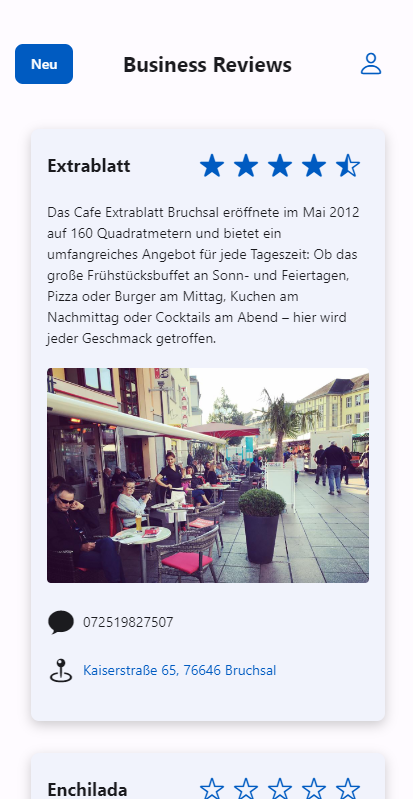 Neu
Business Reviews
Extrablatt
Das Cafe Extrablatt Bruchsal eröffnete im Mai 2012
auf 160 Quadratmetern und bietet ein
umfangreiches Angebot für jede Tageszeit: Ob das
große Frühstücksbuffet an Sonn- und Feiertagen,
Pizza oder Burger am Mittag, Kuchen am
Nachmittag oder Cocktails am Abend – hier wird
jeder Geschmack getroffen.
072519827507
Kaiserstraße 65, 76646 Bruchsal
Enchilada